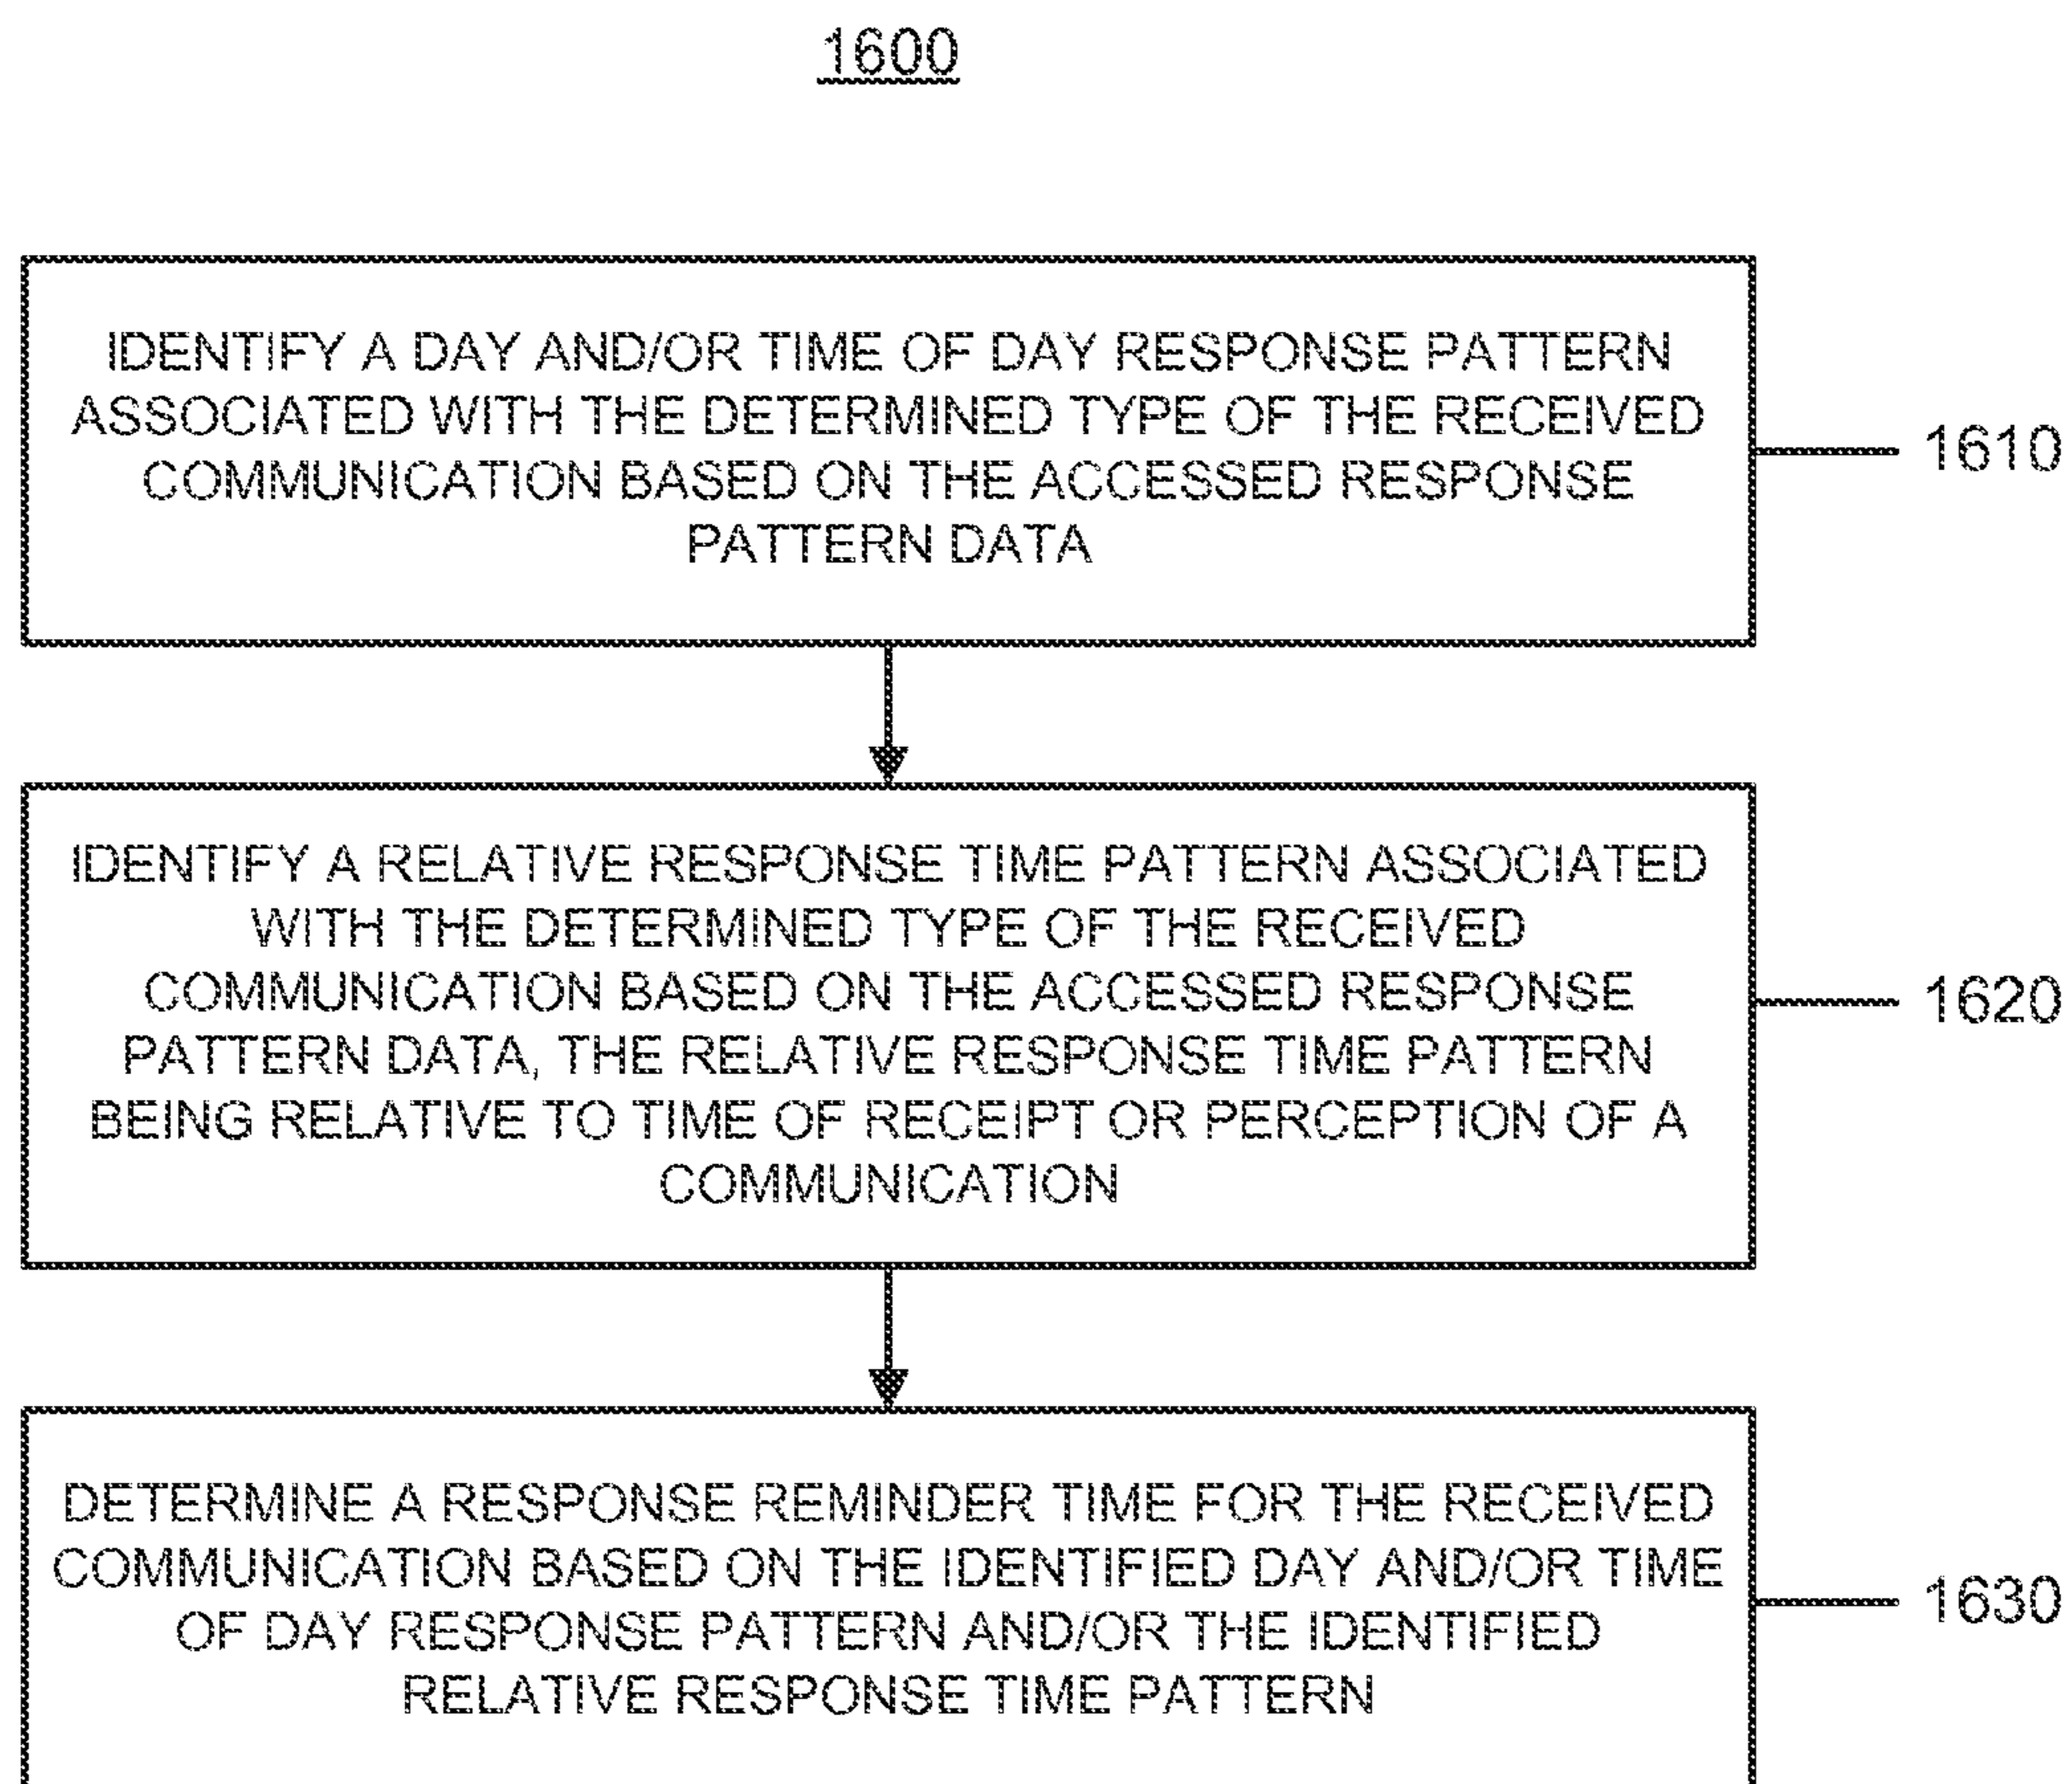 1600
IDENTIFY A DAY AND/OR TIME OF DAY RESPONSE PATTERN
ASSOCIATED WITH THE DETERMINED TYPE OF THE RECEIVED
COMMUNICATION BASED ON THE ACCESSED RESPONSE
PATTERN DATA
1610
IDENTIFY A RELATIVE RESPONSE TIME PATTERN ASSOCIATED
WITH THE DETERMINED TYPE OF THE RECEIVED
COMMUNICATION BASED ON THE ACCESSED RESPONSE
PATTERN DATA, THE RELATIVE RESPONSE TIME PATTERN
BEING RELATIVE TO TIME OF RECEIPT OR PERCEPTION OF A
COMMUNICATION
1620
DETERMINE A RESPONSE REMINDER TIME FOR THE RECEIVED
COMMUNICATION BASED ON THE IDENTIFIED DAY AND/OR TIME
OF DAY RESPONSE PATTERN AND/OR THE IDENTIFIED
RELATIVE RESPONSE TIME PATTERN
1630